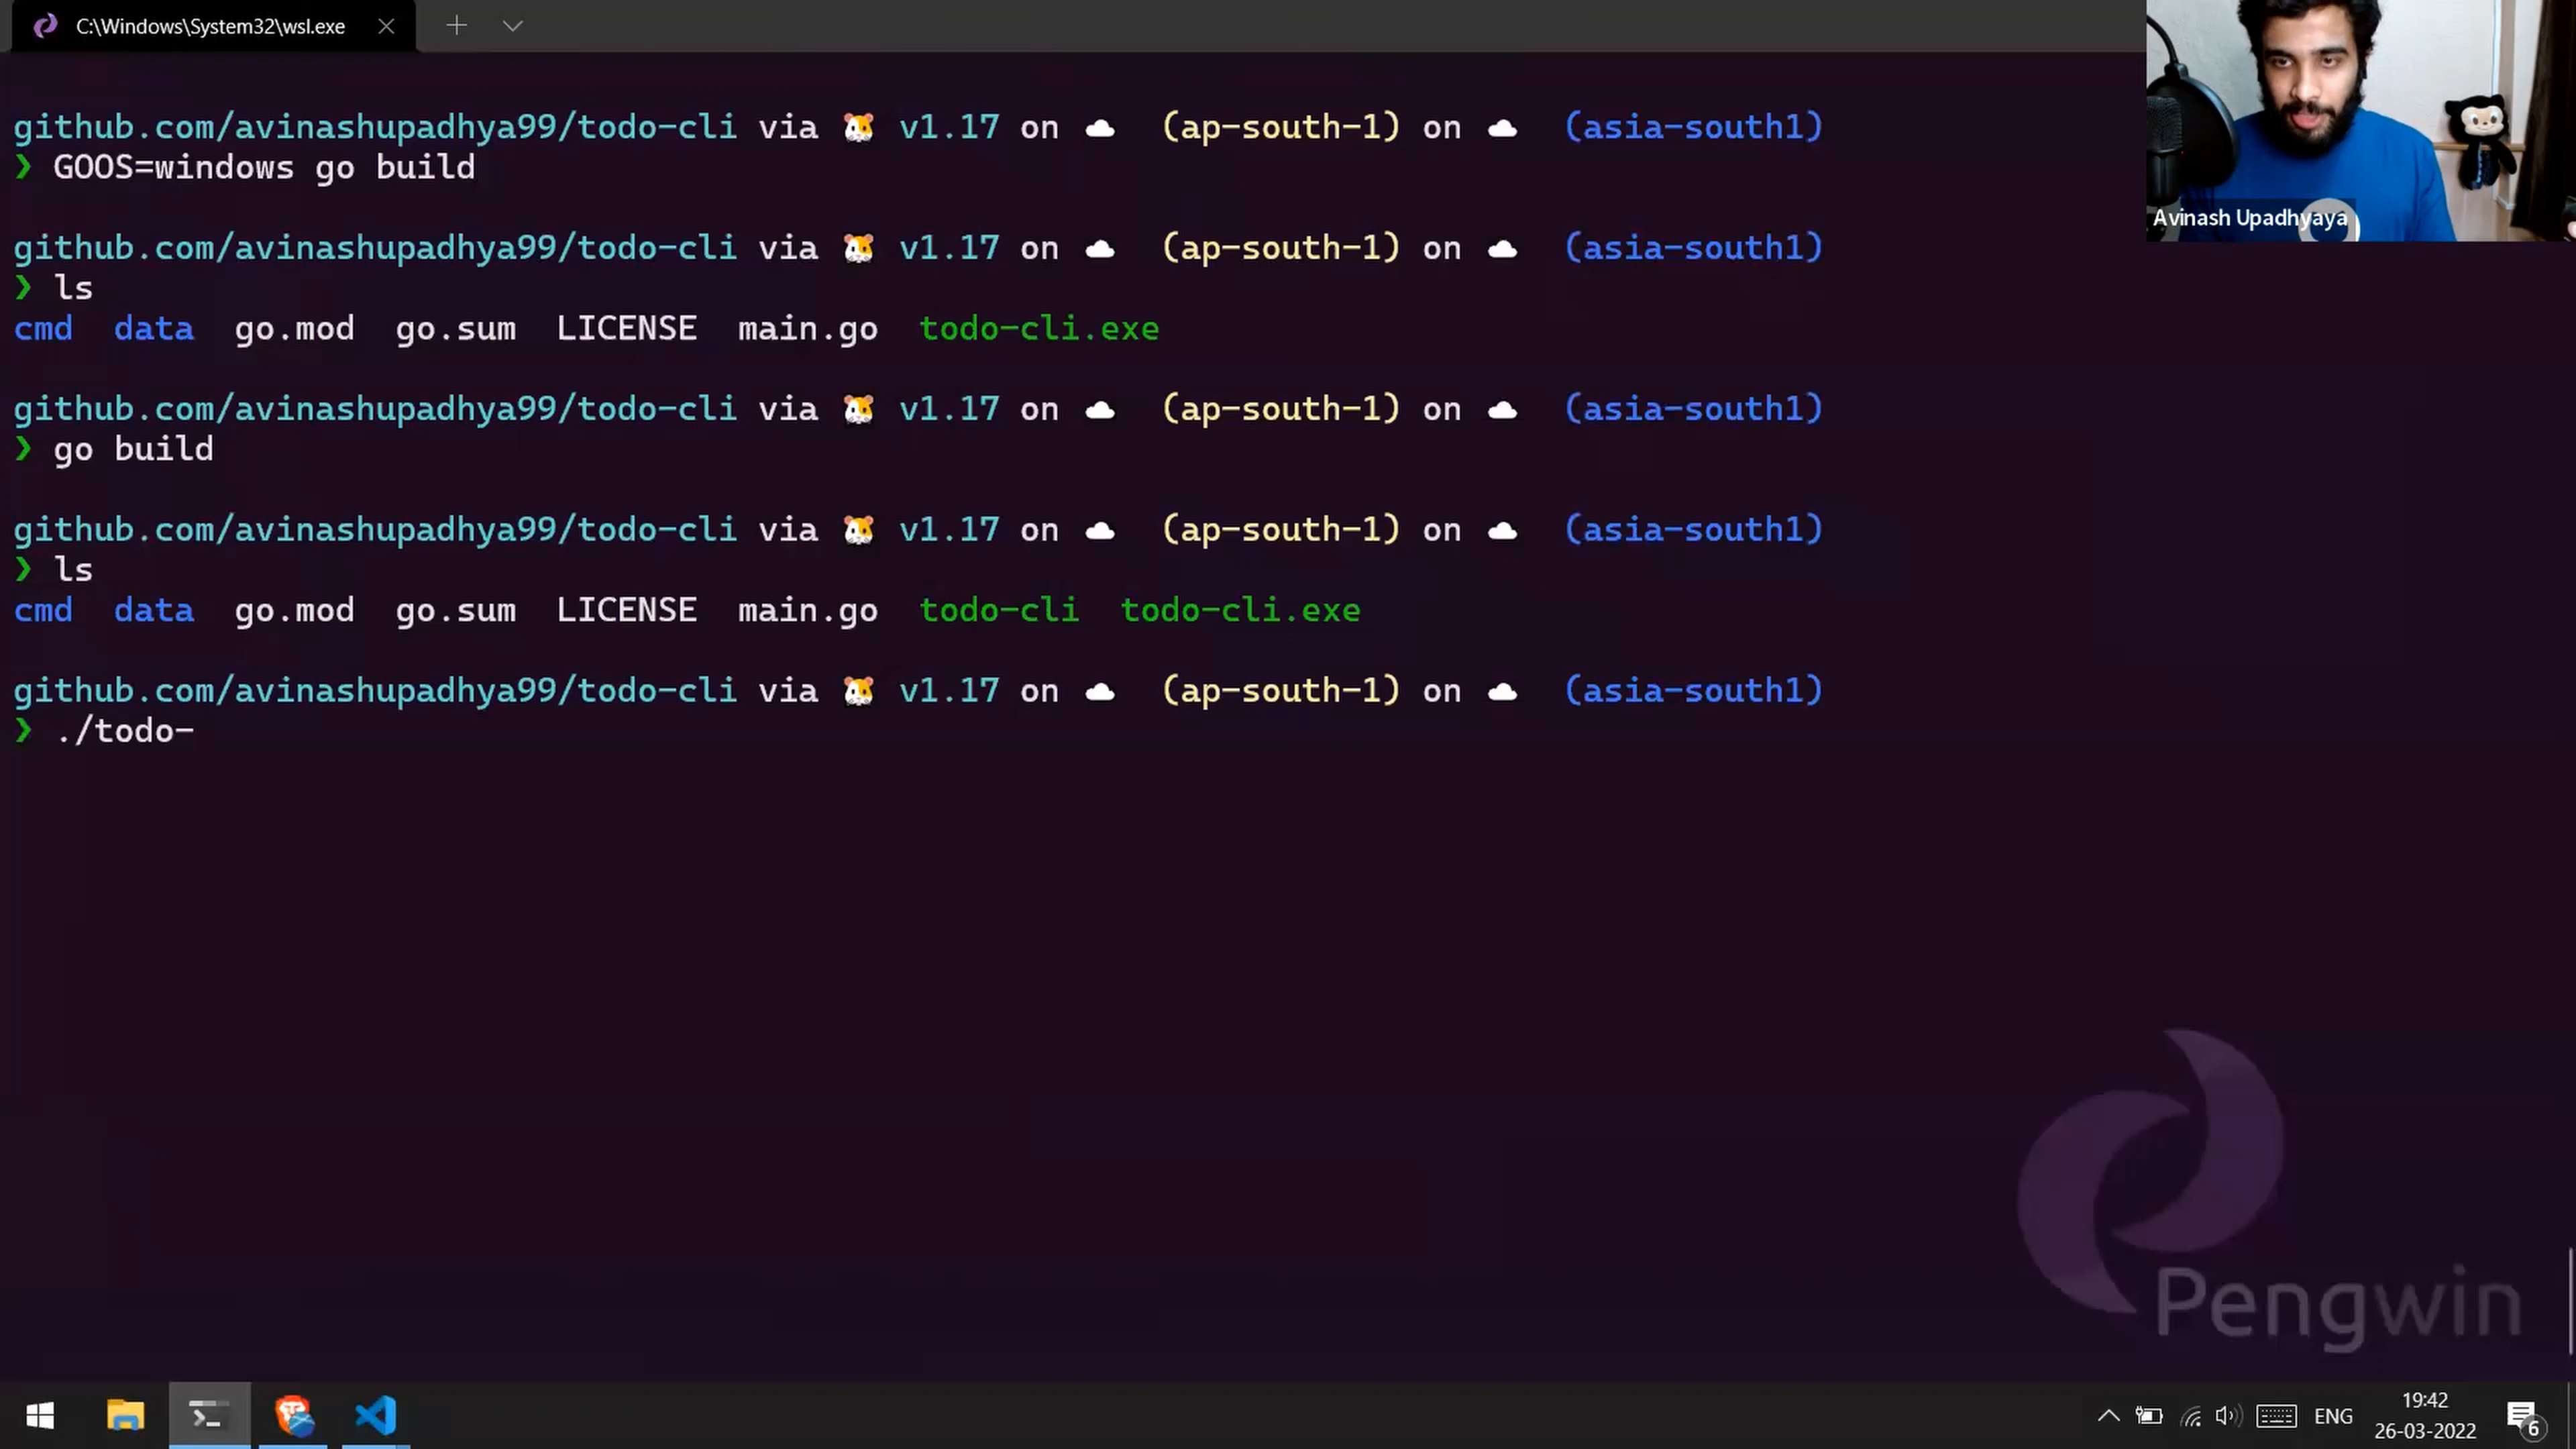 C:\Windows\System32\wsl.exe
github.com/avinashupadhya99/todo-cli via 🐹 v1.17 on ☁ (ap-south-1) on ☁ (asia-south1)
❯ GOOS=windows go build
github.com/avinashupadhya99/todo-cli via 🐹 v1.17 on ☁ (ap-south-1) on ☁ (asia-south1)
❯ ls
cmd data go.mod go.sum LICENSE main.go todo-cli.exe
github.com/avinashupadhya99/todo-cli via 🐹 v1.17 on ☁ (ap-south-1) on ☁ (asia-south1)
❯ go build
github.com/avinashupadhya99/todo-cli via 🐹 v1.17 on ☁ (ap-south-1) on ☁ (asia-south1)
❯ ls
cmd data go.mod go.sum LICENSE main.go todo-cli todo-cli.exe
github.com/avinashupadhya99/todo-cli via 🐹 v1.17 on ☁ (ap-south-1) on ☁ (asia-south1)
❯ ./todo-
Avinash Upadhyaya
Pengwin
ENG
19:42
26-03-2022
6